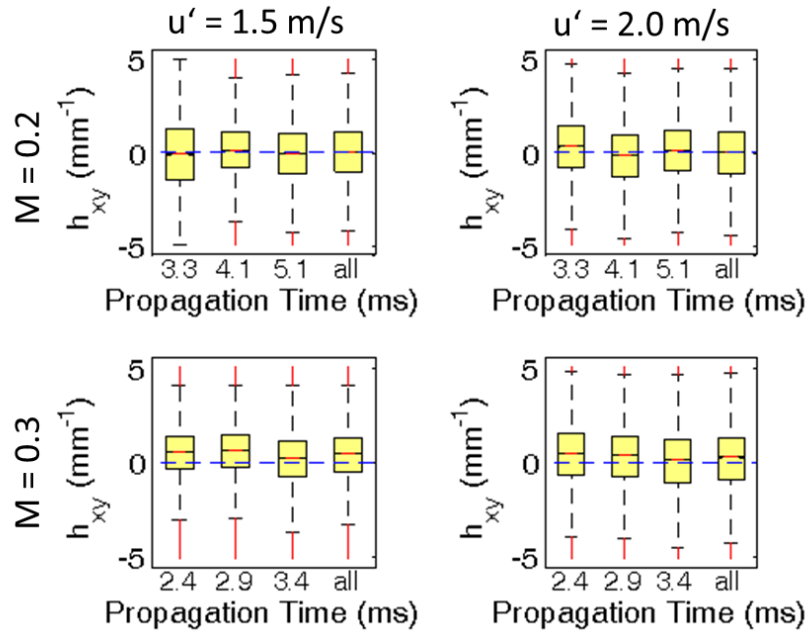 u‘ = 1.5 m/s
u‘ = 2.0 m/s
M = 0.2
h_xy (mm^-1)
5
0
-5
3.3 4.1 5.1 all
Propagation Time (ms)
h_xy (mm^-1)
5
0
-5
3.3 4.1 5.1 all
Propagation Time (ms)
M = 0.3
h_xy (mm^-1)
5
0
-5
2.4 2.9 3.4 all
Propagation Time (ms)
h_xy (mm^-1)
5
0
-5
2.4 2.9 3.4 all
Propagation Time (ms)